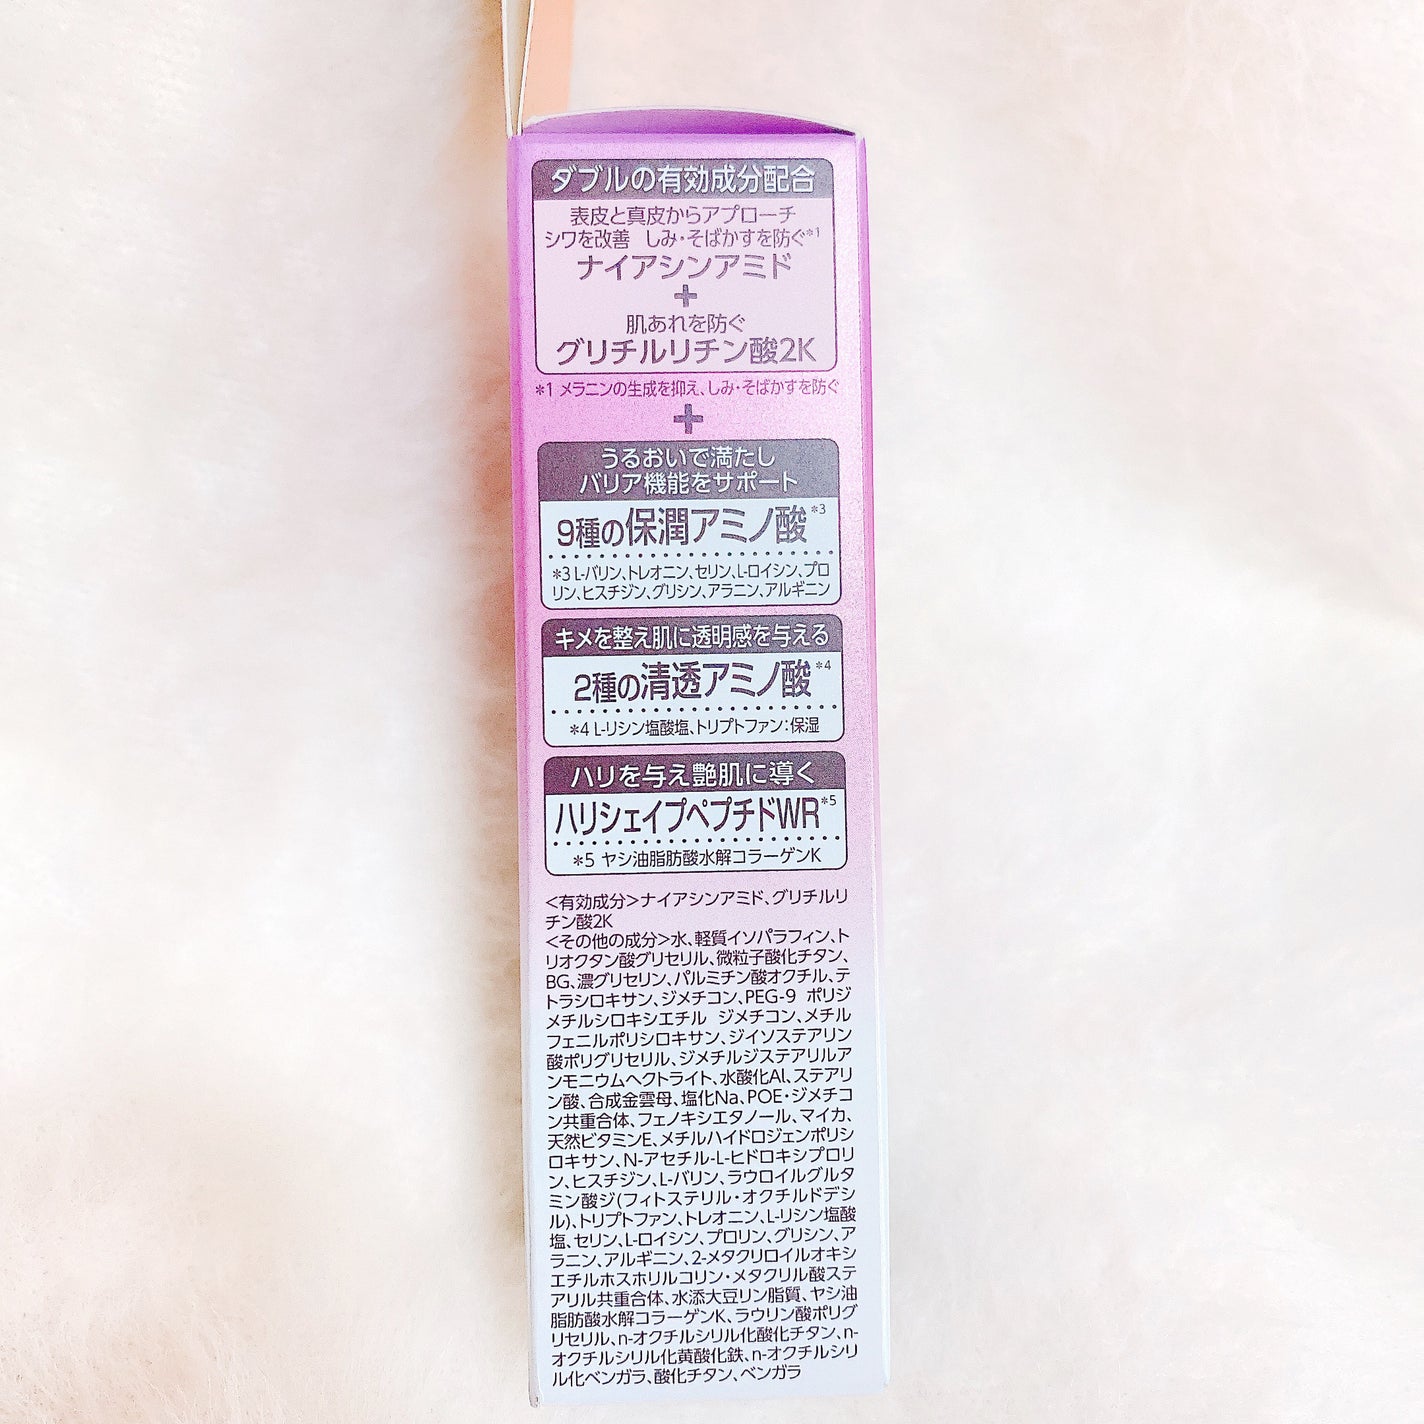 ダブルの有効成分配合
表皮と真皮からアプローチ
シワを改善 しみ・そばかすを防ぐ*1
ナイアシンアミド
+
肌あれを防ぐ
グリチルリチン酸2K
*1 メラニンの生成を抑え、しみ・そばかすを防ぐ
+
うるおいで満たし
バリア機能をサポート
9種の保潤アミノ酸*3
*3 L-バリン、トレオニン、セリン、L-ロイシン、プロ
リン、ヒスチジン、グリシン、アラニン、アルギニン
キメを整え肌に透明感を与える
2種の清透アミノ酸*4
*4 L-リシン塩酸塩、トリプトファン:保湿
ハリを与え艶肌に導く
ハリシェイプペプチドWR*5
*5 ヤシ油脂肪酸水解コラーゲンK
<有効成分>ナイアシンアミド、グリチルリ
チン酸2K
<その他の成分>水、軽質イソパラフィン、ト
リオクタン酸グリセリル、微粒子酸化チタン、
BG、濃グリセリン、パルミチン酸オクチル、テ
トラシロキサン、ジメチコン、PEG-9 ポリジ
メチルシロキシエチル ジメチコン、メチル
フェニルポリシロキサン、ジイソステアリン
酸ポリグリセリル、ジメチルジステアリルア
ンモニウムヘクトライト、水酸化Al、ステアリ
ン酸、合成金雲母、塩化Na、POE・ジメチコ
ン共重合体、フェノキシエタノール、マイカ、
天然ビタミンE、メチルハイドロジェンポリシ
ロキサン、N-アセチル-L-ヒドロキシプロリ
ン、ヒスチジン、L-バリン、ラウロイルグルタ
ミン酸ジ(フィトステリル・オクチルドデシ
ル)、トリプトファン、トレオニン、L-リシン塩酸
塩、セリン、L-ロイシン、プロリン、グリシン、ア
ラニン、アルギニン、2-メタクリロイルオキシ
エチルホスホリルコリン・メタクリル酸ステ
アリル共重合体、水添大豆リン脂質、ヤシ油
脂肪酸水解コラーゲンK、ラウリン酸ポリグ
リセリル、n-オクチルシリル化酸化チタン、n-
オクチルシリル化黄酸化鉄、n-オクチルシリ
ル化ベンガラ、酸化チタン、ベンガラ